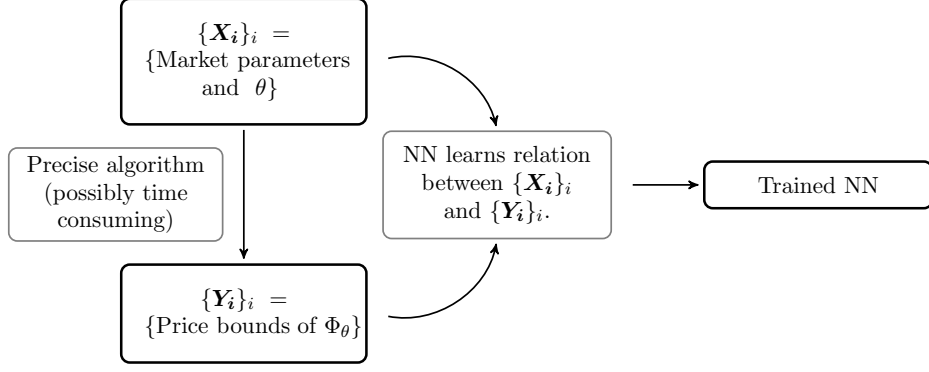 {X_i}_i =
{Market parameters
and θ}
Precise algorithm
(possibly time
consuming)
NN learns relation
between {X_i}_i
and {Y_i}_i.
Trained NN
{Y_i}_i =
{Price bounds of Φ_θ}